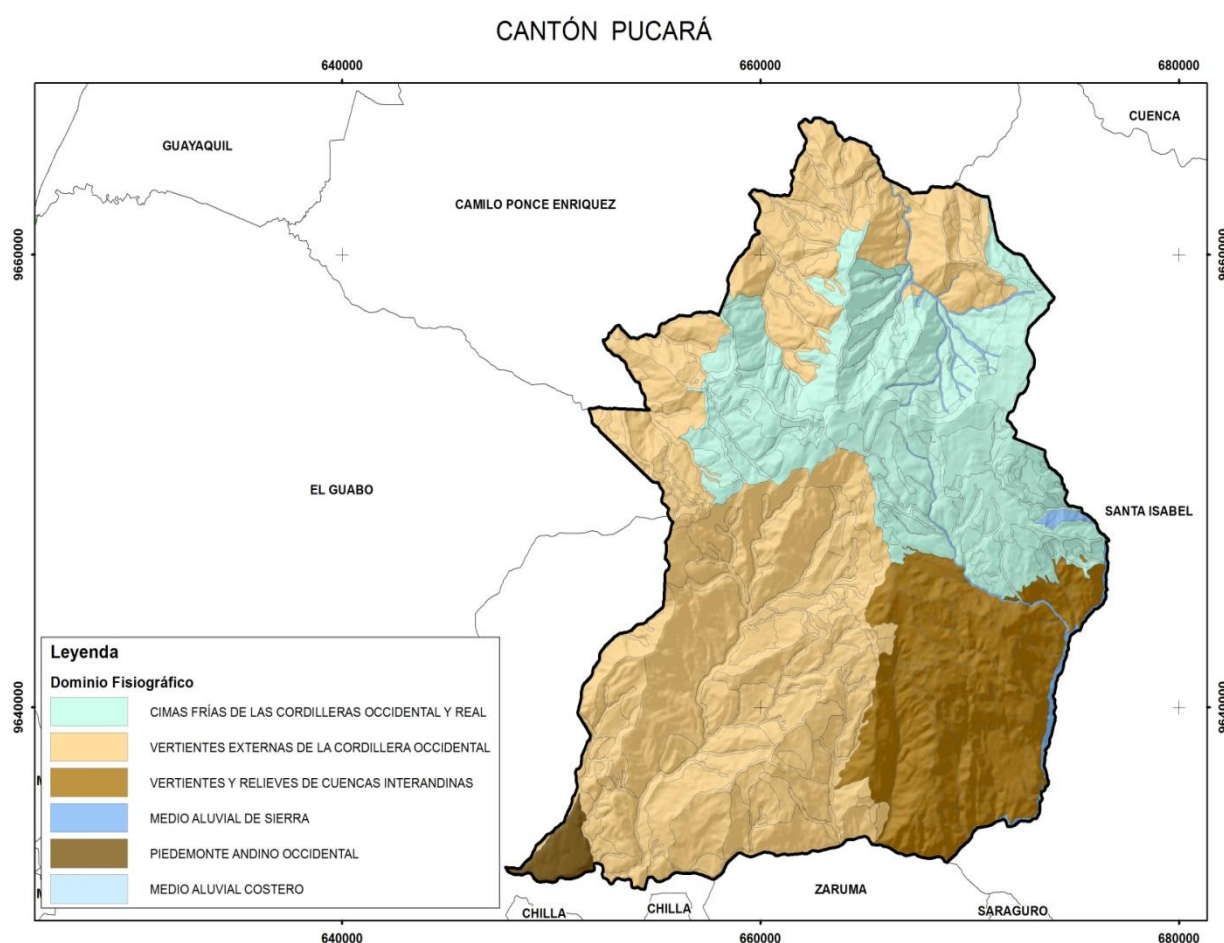 CANTÓN PUCARÁ
640000
660000
680000
CUENCA
GUAYAQUIL
CAMILO PONCE ENRIQUEZ
9660000
9660000
EL GUABO
SANTA ISABEL
Leyenda
Dominio Fisiográfico
CIMAS FRÍAS DE LAS CORDILLERAS OCCIDENTAL Y REAL
VERTIENTES EXTERNAS DE LA CORDILLERA OCCIDENTAL
VERTIENTES Y RELIEVES DE CUENCAS INTERANDINAS
MEDIO ALUVIAL DE SIERRA
PIEDEMONTE ANDINO OCCIDENTAL
MEDIO ALUVIAL COSTERO
9640000
9640000
ZARUMA
CHILLA
CHILLA
SARAGURO
640000
660000
680000